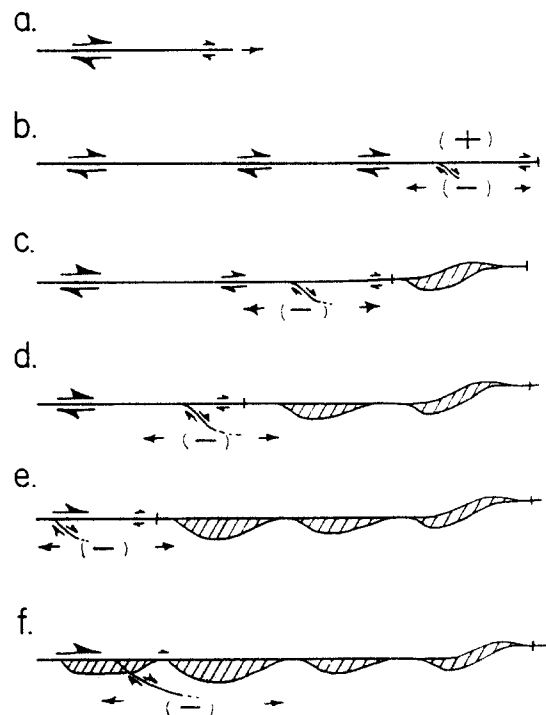 a.
b.
( + )
( − )
c.
( − )
d.
( − )
e.
( − )
f.
( − )